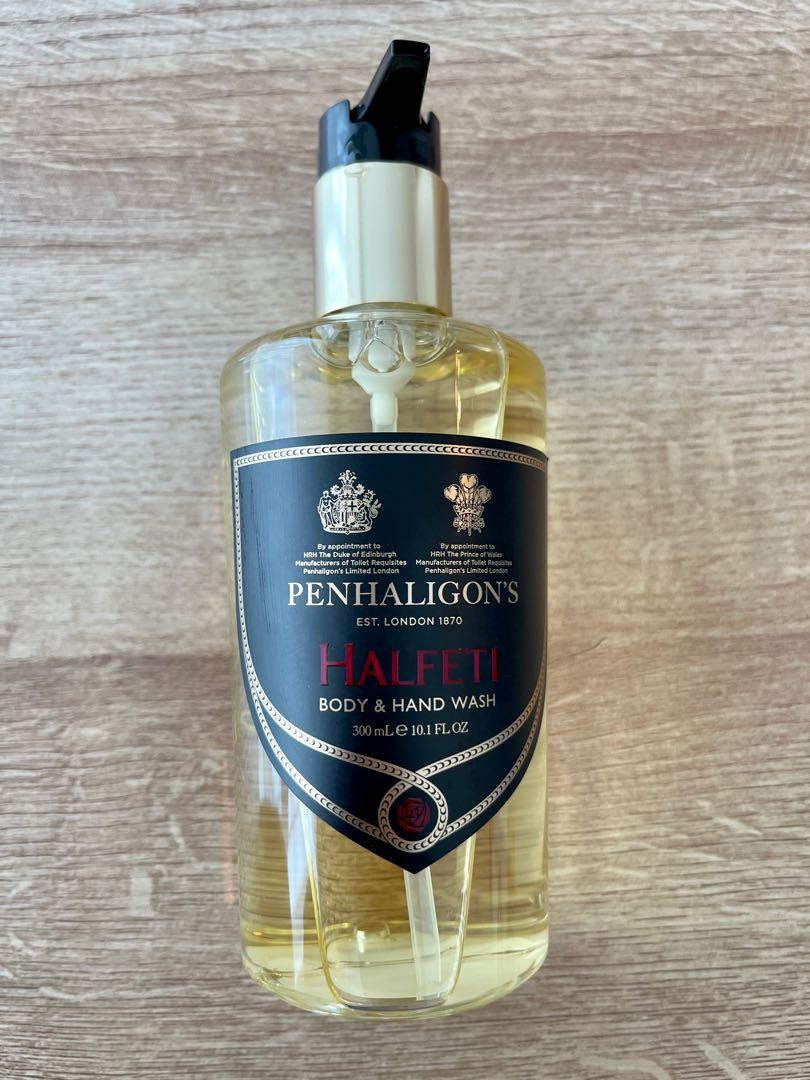 By appointment to
HRH The Duke of Edinburgh
Manufacturers of Toilet Requisites
Penhaligon's Limited London
By appointment to
HRH The Prince of Wales
Manufacturers of Toilet Requisites
Penhaligon's Limited London
PENHALIGON'S
EST. LONDON 1870
HALFETI
BODY & HAND WASH
300 mL ℮ 10.1 FL OZ